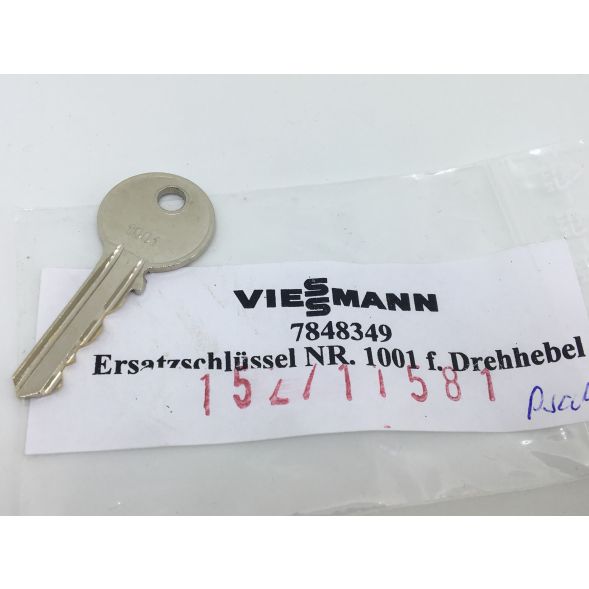 VIESSMANN
7848349
Ersatzschlüssel NR. 1001 f. Drehhebel